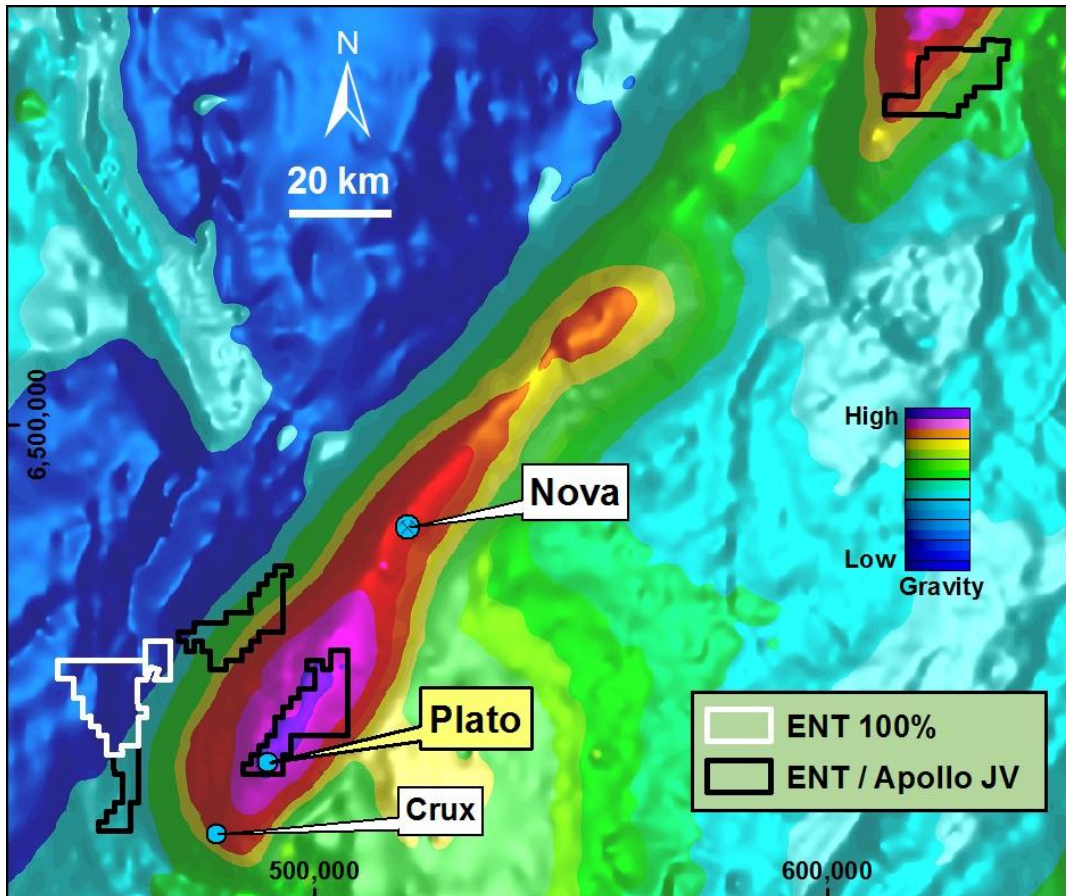 N
20 km
6,500,000
High
Low
Gravity
Nova
Plato
Crux
ENT 100%
ENT / Apollo JV
500,000
600,000